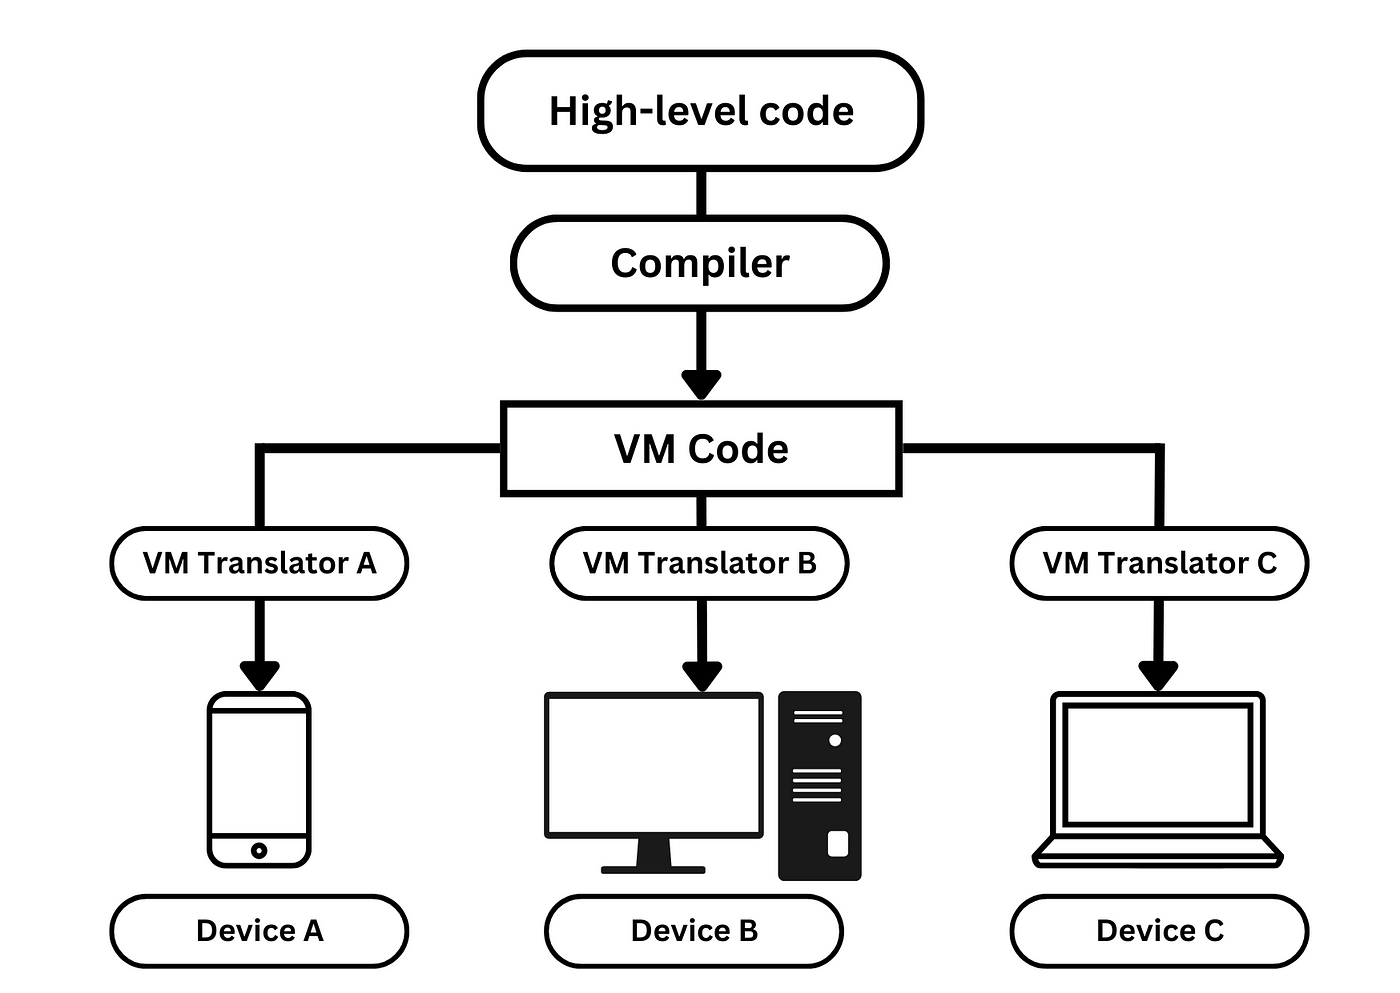 High-level code
Compiler
VM Code
VM Translator A
VM Translator B
VM Translator C
Device A
Device B
Device C